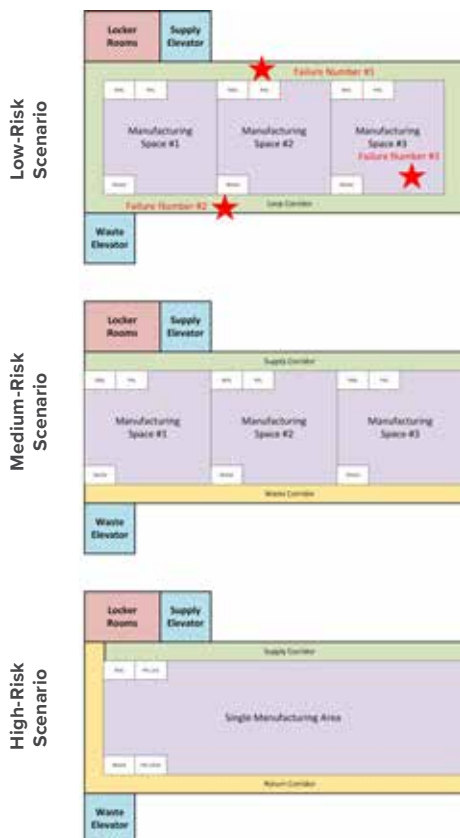 Low-Risk
Scenario
Locker
Rooms
Supply
Elevator
Failure Number #1
Manufacturing
Space #1
Manufacturing
Space #2
Manufacturing
Space #3
Failure Number #3
Failure Number #2
Loop Corridor
Waste
Elevator
Medium-Risk
Scenario
Locker
Rooms
Supply
Elevator
Supply Corridor
Manufacturing
Space #1
Manufacturing
Space #2
Manufacturing
Space #3
Waste Corridor
Waste
Elevator
High-Risk
Scenario
Locker
Rooms
Supply
Elevator
Supply Corridor
Single Manufacturing Area
Return Corridor
Waste
Elevator